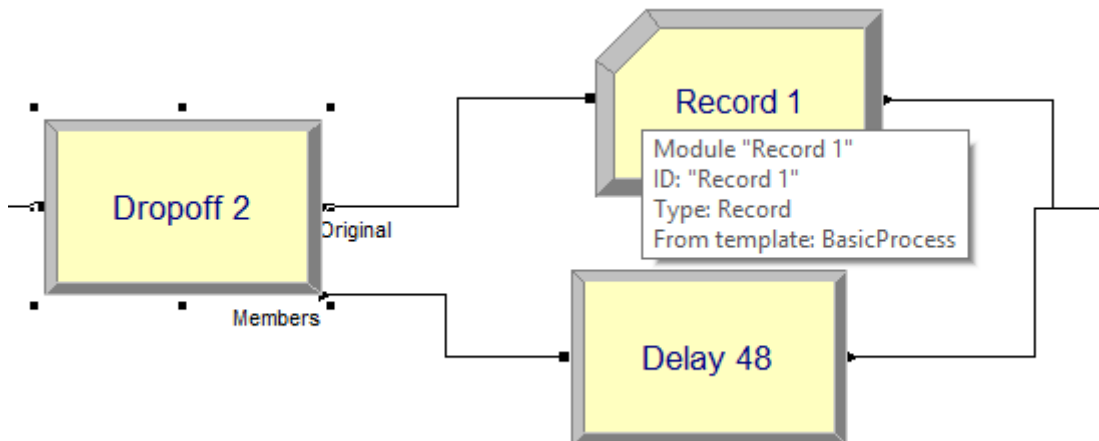 Record 1
Module "Record 1"
ID: "Record 1"
Type: Record
From template: BasicProcess
Dropoff 2
Original
Members
Delay 48